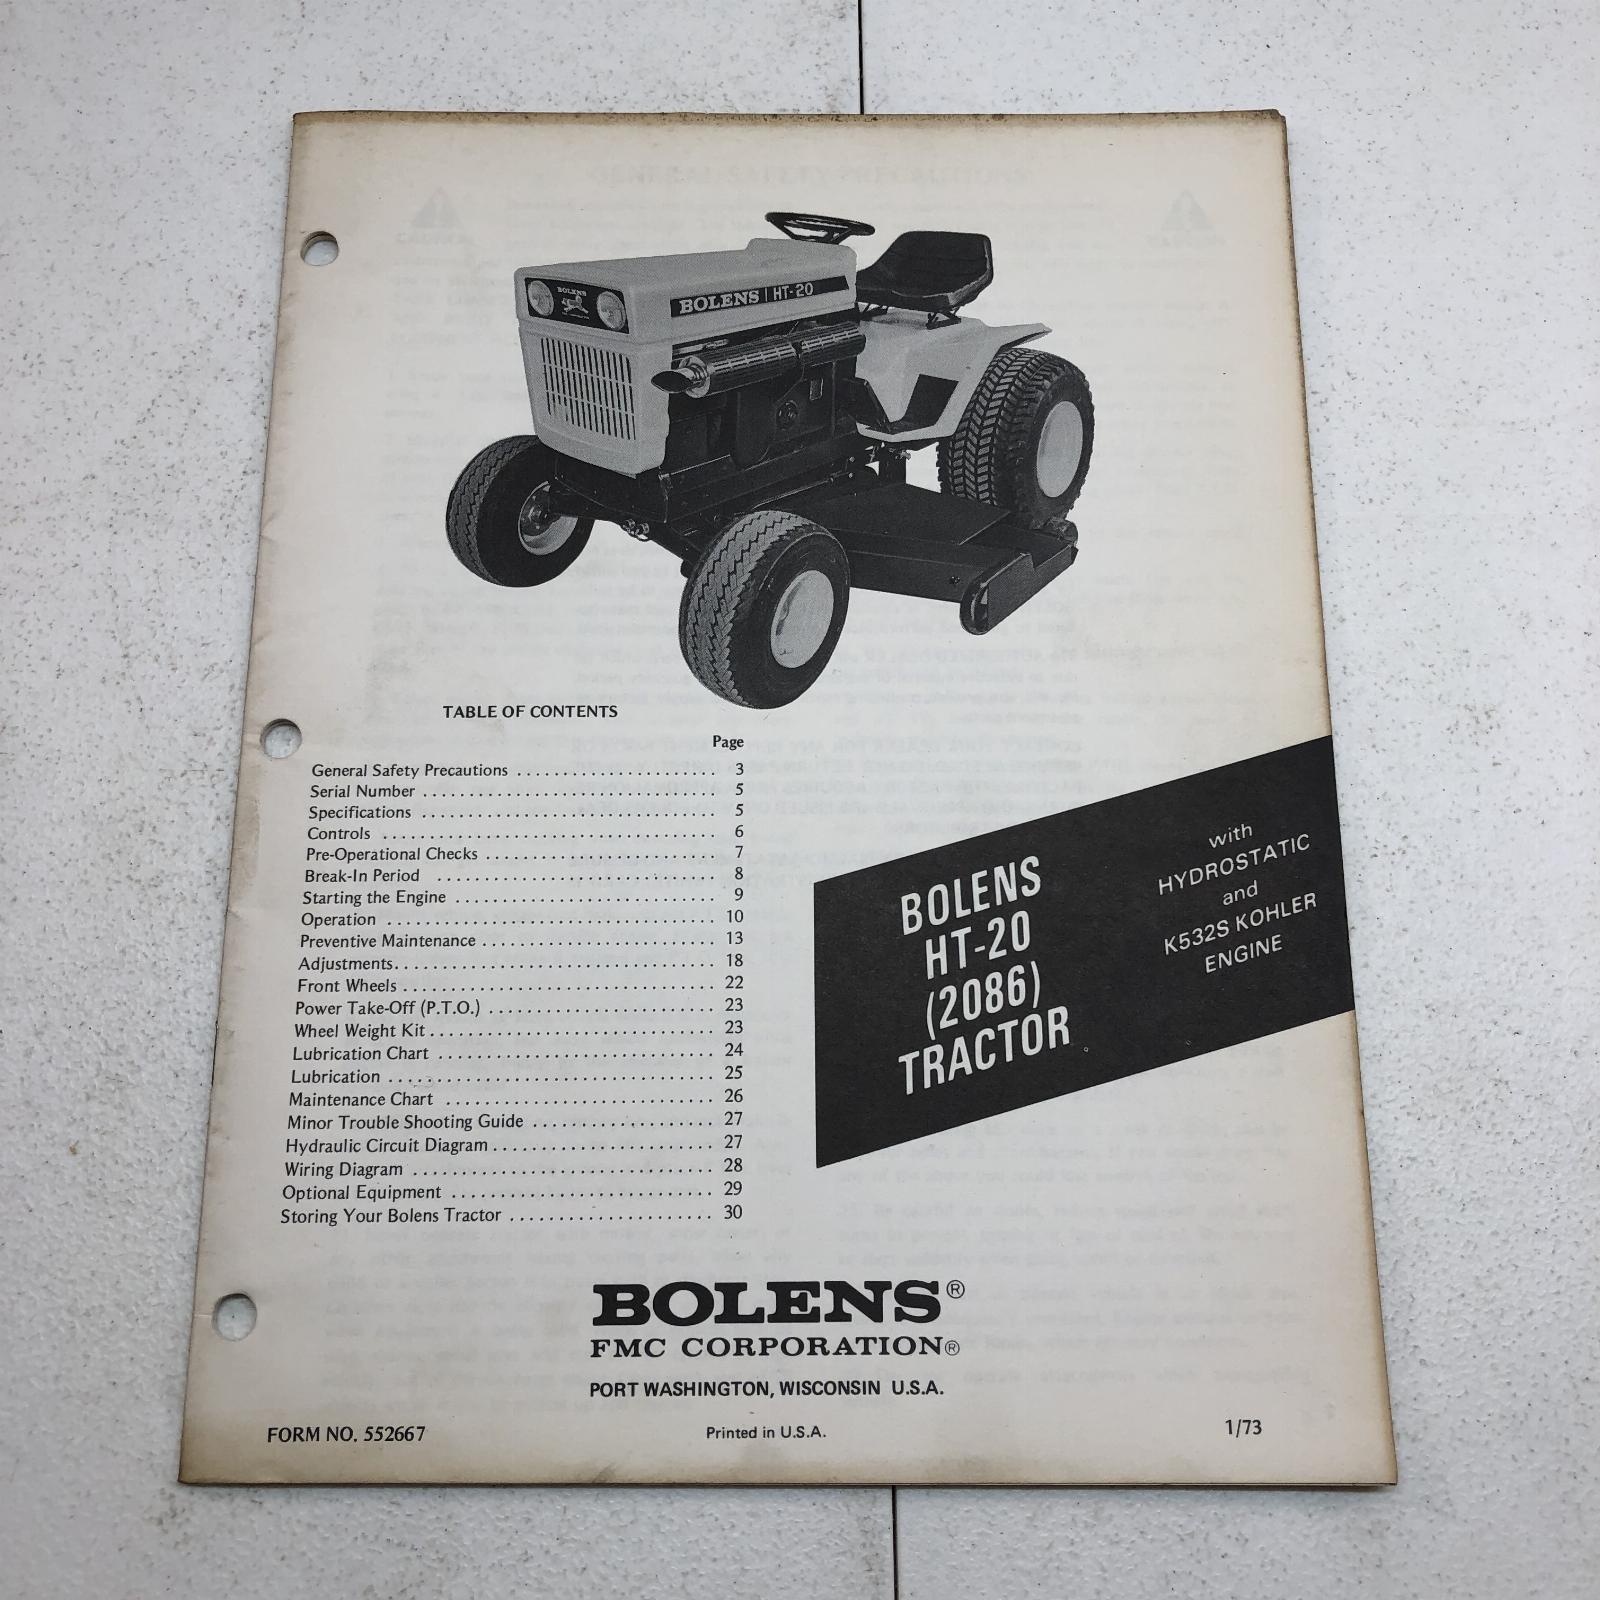 BOLENS
BOLENS | HT-20
TABLE OF CONTENTS
Page
General Safety Precautions ...................... 3
Serial Number ................................ 5
Specifications ................................ 5
Controls .................................... 6
Pre-Operational Checks ......................... 7
Break-In Period .............................. 8
Starting the Engine ............................ 9
Operation ................................... 10
Preventive Maintenance ......................... 13
Adjustments................................... 18
Front Wheels .................................. 22
Power Take-Off (P.T.O.) ........................ 23
Wheel Weight Kit............................... 23
Lubrication Chart .............................. 24
Lubrication ................................... 25
Maintenance Chart ............................. 26
Minor Trouble Shooting Guide .................... 27
Hydraulic Circuit Diagram........................ 27
Wiring Diagram ................................ 28
Optional Equipment ............................ 29
Storing Your Bolens Tractor ...................... 30
BOLENS
HT-20
(2086)
TRACTOR
with
HYDROSTATIC
and
K532S KOHLER
ENGINE
BOLENS®
FMC CORPORATION®
PORT WASHINGTON, WISCONSIN U.S.A.
FORM NO. 552667
Printed in U.S.A.
1/73